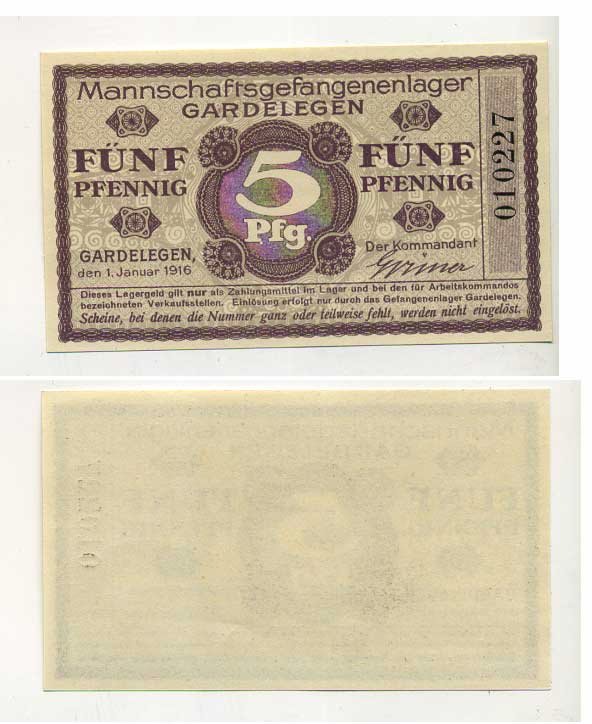 Mannschaftsgefangenenlager
GARDELEGEN
FÜNF
PFENNIG
5
Pfg.
FÜNF
PFENNIG
GARDELEGEN,
den 1. Januar 1916
Der Kommandant
010227
Dieses Lagergeld gilt nur als Zahlungsmittel im Lager und bei den für Arbeitskommandos
bezeichneten Verkaufsstellen. Einlösung erfolgt nur durch das Gefangenenlager Gardelegen.
Scheine, bei denen die Nummer ganz oder teilweise fehlt, werden nicht eingelöst.